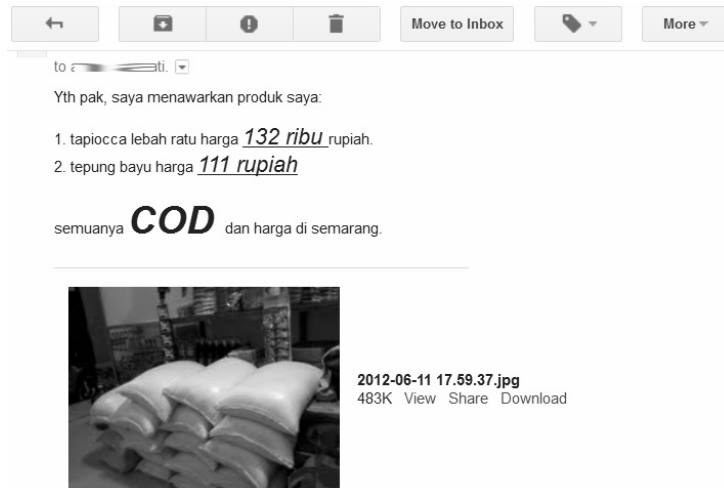 Move to Inbox More
to
Yth pak, saya menawarkan produk saya:
1. tapiocca lebah ratu harga 132 ribu rupiah.
2. tepung bayu harga 111 rupiah
semuanya COD dan harga di semarang.
2012-06-11 17.59.37.jpg
483K View Share Download